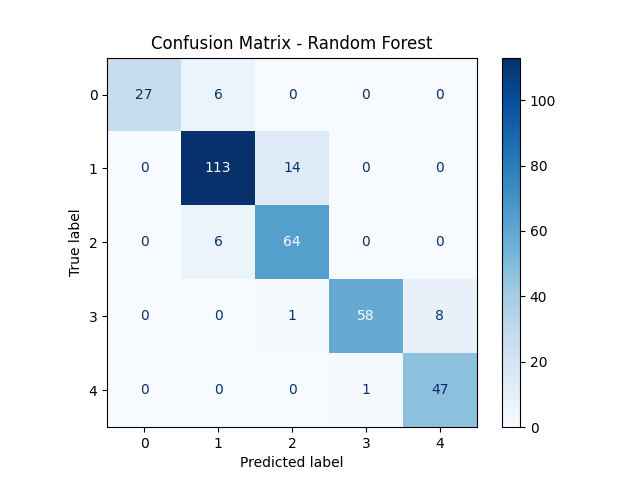 Confusion Matrix - Random Forest
0 27 6 0 0 0
1 0 113 14 0 0
2 0 6 64 0 0
3 0 0 1 58 8
4 0 0 0 1 47
0 1 2 3 4
Predicted label
True label
100
80
60
40
20
0